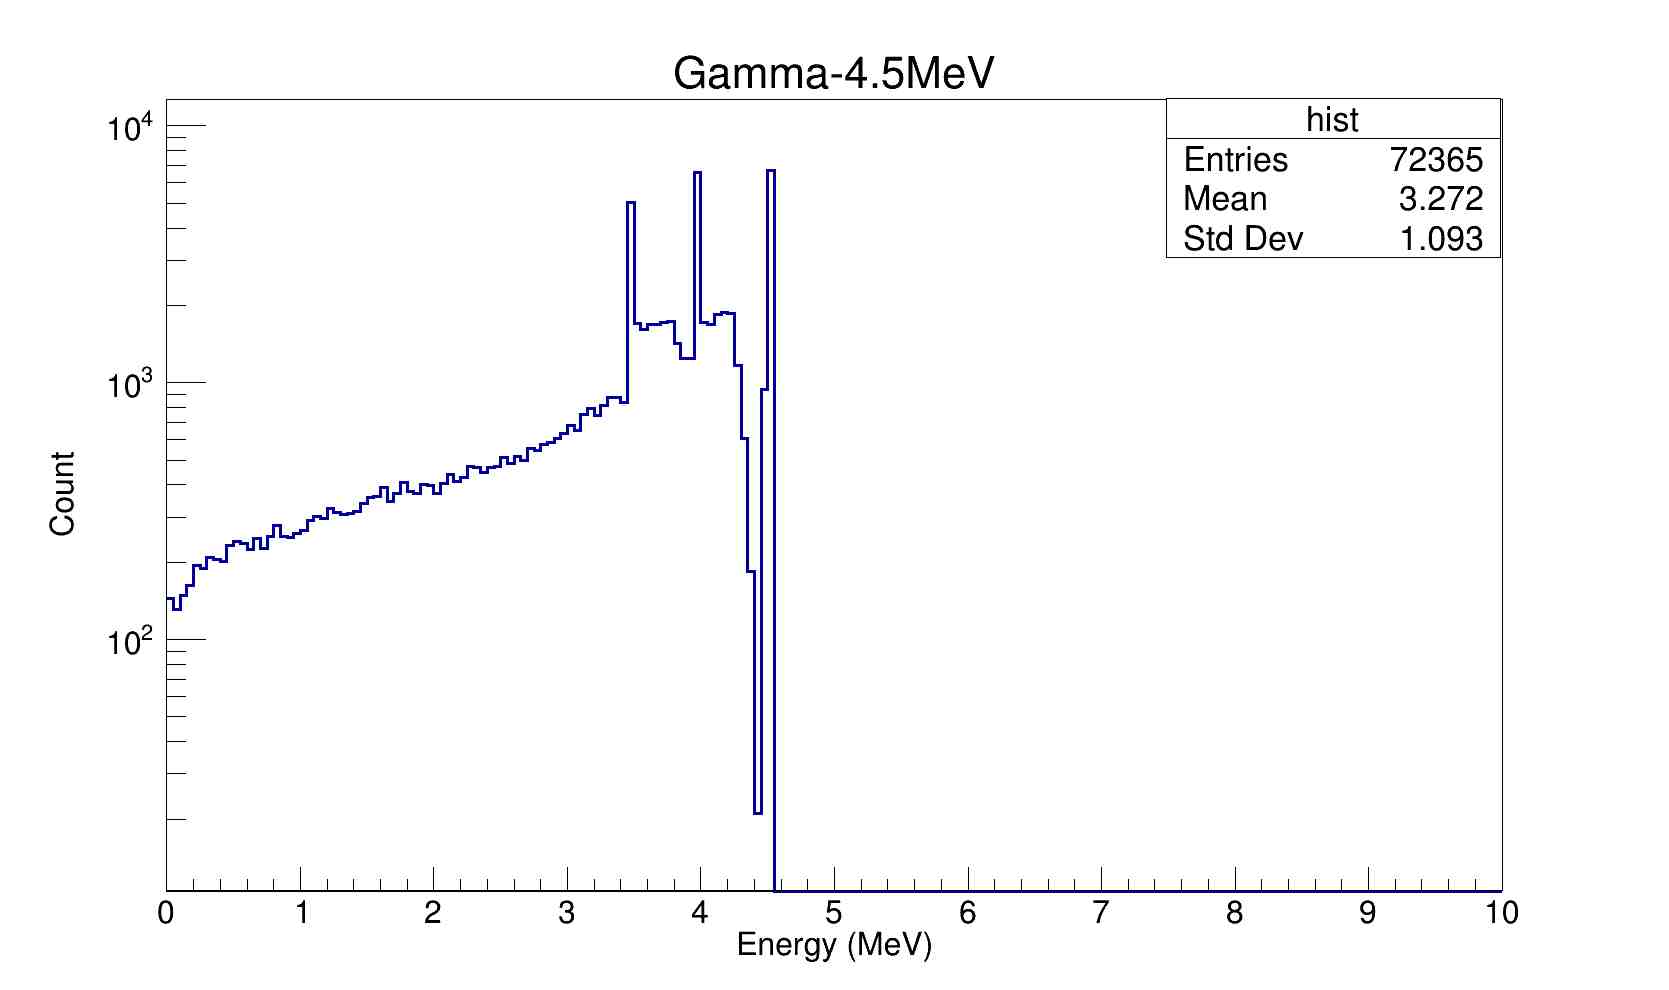 Gamma-4.5MeV
hist
Entries 72365
Mean 3.272
Std Dev 1.093
10^4
10^3
10^2
Count
0 1 2 3 4 5 6 7 8 9 10
Energy (MeV)